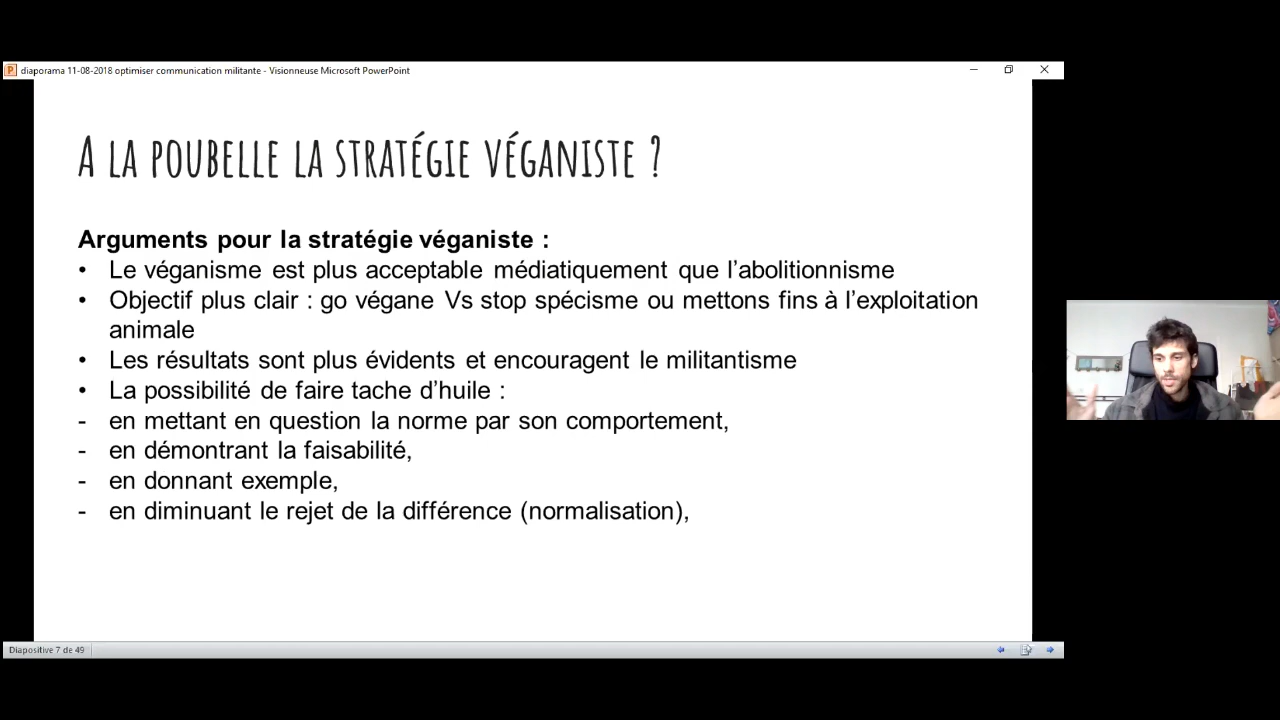 diaporama 11-08-2018 optimiser communication militante - Visionneuse Microsoft PowerPoint
A LA POUBELLE LA STRATÉGIE VÉGANISTE ?
Arguments pour la stratégie véganiste :
• Le véganisme est plus acceptable médiatiquement que l’abolitionnisme
• Objectif plus clair : go végane Vs stop spécisme ou mettons fins à l’exploitation
animale
• Les résultats sont plus évidents et encouragent le militantisme
• La possibilité de faire tache d’huile :
- en mettant en question la norme par son comportement,
- en démontrant la faisabilité,
- en donnant exemple,
- en diminuant le rejet de la différence (normalisation),
Diapositive 7 de 49